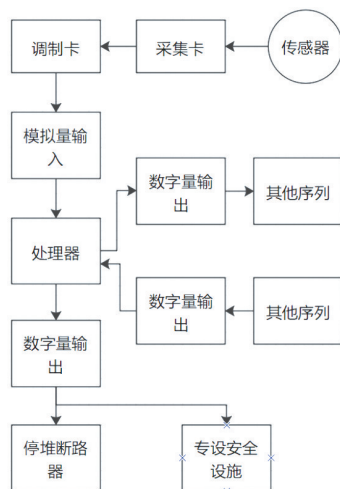 调制卡
采集卡
传感器
模拟量输
入
数字量输
出
其他序列
处理器
数字量输
出
其他序列
数字量输
出
停堆断路
器
专设安全
设施